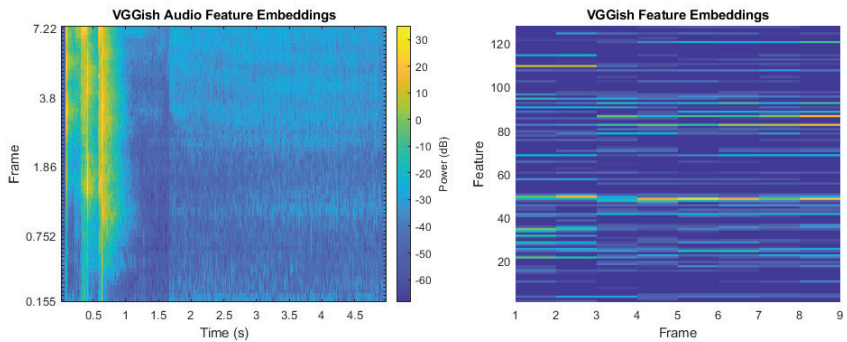 VGGish Audio Feature Embeddings
7.22
3.8
1.86
0.752
0.155
Frame
0.5 1 1.5 2 2.5 3 3.5 4 4.5
Time (s)
30
20
10
0
-10
-20
-30
-40
-50
-60
Power (dB)
VGGish Feature Embeddings
120
100
80
60
40
20
Feature
1 2 3 4 5 6 7 8 9
Frame